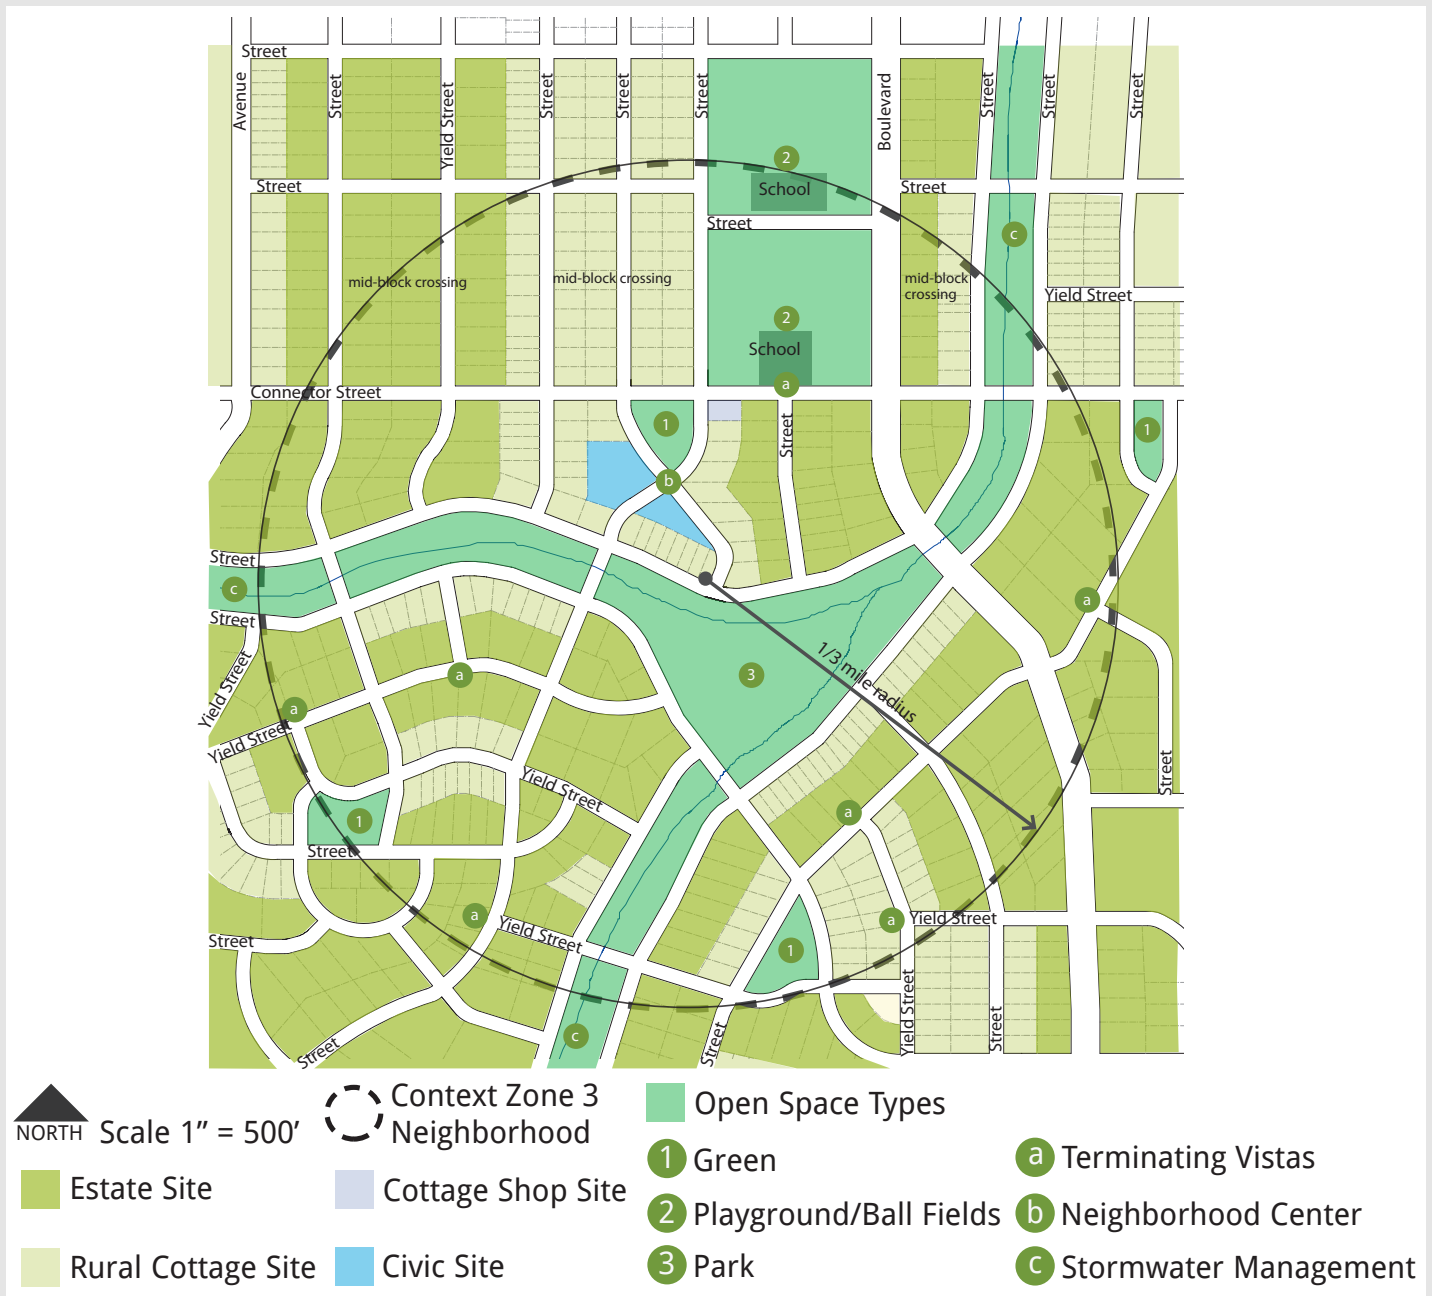 Street
Avenue
Street
Yield Street
Street
Street
Street
Boulevard
Street
Street
Street
2
School
Street
Street
Street
c
mid-block crossing
mid-block crossing
mid-block
crossing
Yield Street
2
School
a
Connector Street
1
Street
1
b
Street
c
Street
a
1/3 mile radius
Yield Street
a
3
a
Yield Street
Yield Street
Street
1
a
Street
a
Yield Street
a
Yield Street
Street
1
Yield Street
Street
c
Street
Street
NORTH
Scale 1” = 500’
Context Zone 3
Neighborhood
Open Space Types
1 Green
a Terminating Vistas
Estate Site
Cottage Shop Site
2 Playground/Ball Fields
b Neighborhood Center
Rural Cottage Site
Civic Site
3 Park
c Stormwater Management